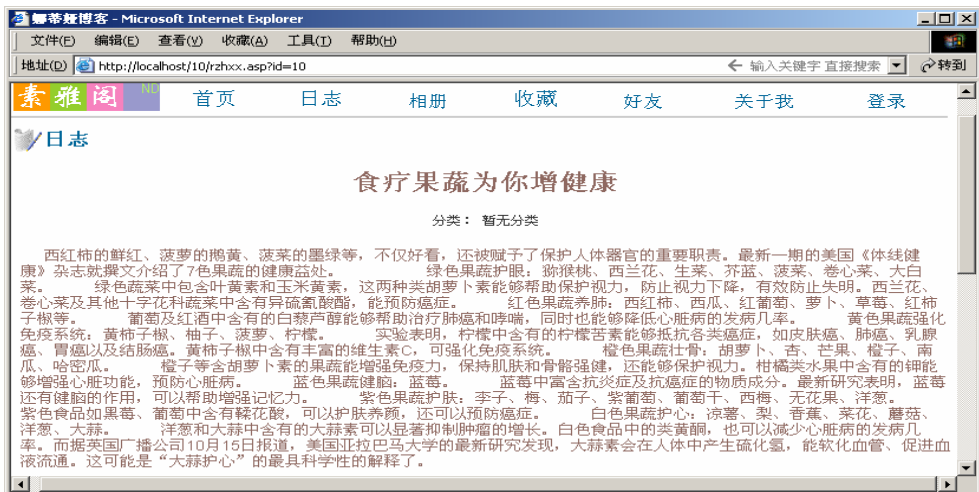 娜蒂娅博客 - Microsoft Internet Explorer
文件(F) 编辑(E) 查看(V) 收藏(A) 工具(T) 帮助(H)
地址(D) http://localhost/10/rzhxx.asp?id=10 输入关键字 直接搜索 转到
素雅阁 ND 首页 日志 相册 收藏 好友 关于我 登录
日志
食疗果蔬为你增健康
分类： 暂无分类
西红柿的鲜红、菠萝的鹅黄、菠菜的墨绿等，不仅好看，还被赋予了保护人体器官的重要职责。最新一期的美国《体线健
康》杂志就撰文介绍了7色果蔬的健康益处。 绿色果蔬护眼：猕猴桃、西兰花、生菜、芥蓝、菠菜、卷心菜、大白
菜。 绿色蔬菜中包含叶黄素和玉米黄素，这两种类胡萝卜素能够帮助保护视力，防止视力下降，有效防止失明。西兰花、
卷心菜及其他十字花科蔬菜中含有异硫氰酸酯，能预防癌症。 红色果蔬养肺：西红柿、西瓜、红葡萄、萝卜、草莓、红柿
子椒等。 葡萄及红酒中含有的白藜芦醇能够帮助治疗肺癌和哮喘，同时也能够降低心脏病的发病几率。 黄色果蔬强化
免疫系统：黄柿子椒、柚子、菠萝、柠檬。 实验表明，柠檬中含有的柠檬苦素能够抵抗各类癌症，如皮肤癌、肺癌、乳腺
癌、胃癌以及结肠癌。黄柿子椒中含有丰富的维生素C，可强化免疫系统。 橙色果蔬壮骨：胡萝卜、杏、芒果、橙子、南
瓜、哈密瓜。 橙子等含胡萝卜素的果蔬能增强免疫力，保持肌肤和骨骼强健，还能够保护视力。柑橘类水果中含有的钾能
够增强心脏功能，预防心脏病。 蓝色果蔬健脑：蓝莓。 蓝莓中富含抗炎症及抗癌症的物质成分。最新研究表明，蓝莓
还有健脑的作用，可以帮助增强记忆力。 紫色果蔬护肤：李子、梅、茄子、紫葡萄、葡萄干、西梅、无花果、洋葱。
紫色食品如黑莓、葡萄中含有鞣花酸，可以护肤养颜，还可以预防癌症。 白色果蔬护心：凉薯、梨、香蕉、菜花、蘑菇、
洋葱、大蒜。 洋葱和大蒜中含有的大蒜素可以显著抑制肿瘤的增长。白色食品中的类黄酮，也可以减少心脏病的发病几
率。而据英国广播公司10月15日报道，美国亚拉巴马大学的最新研究发现，大蒜素会在人体中产生硫化氢，能软化血管、促进血
液流通。这可能是“大蒜护心”的最具科学性的解释了。